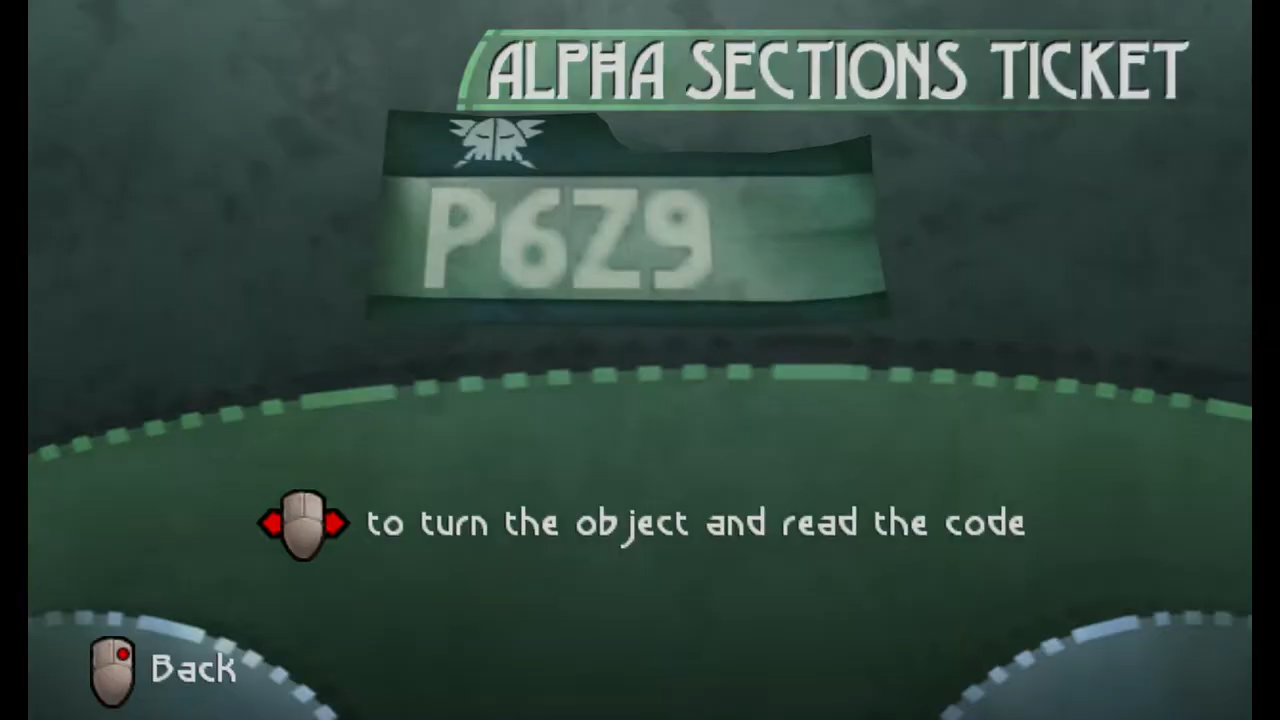 ALPHA SECTIONS TICKET
P6Z9
to turn the object and read the code
Back